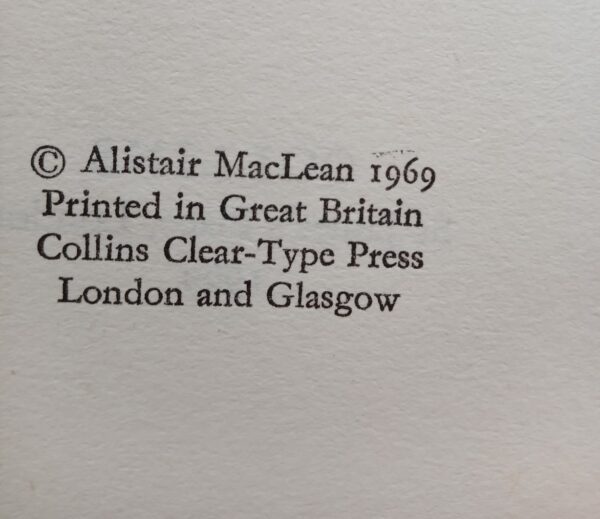 © Alistair MacLean 1969
Printed in Great Britain
Collins Clear-Type Press
London and Glasgow